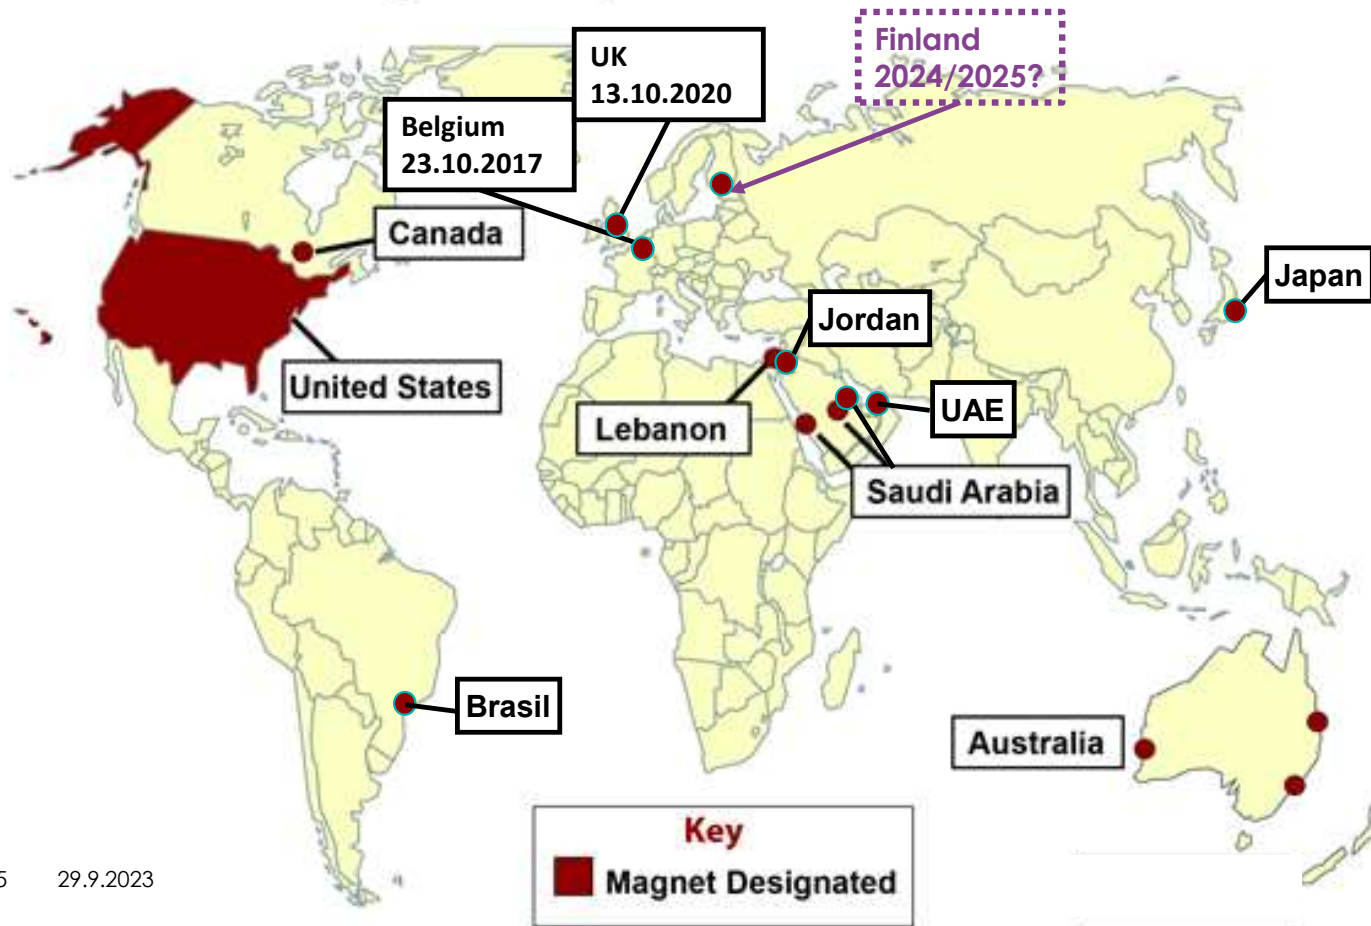 Finland
2024/2025?
UK
13.10.2020
Belgium
23.10.2017
Canada
Japan
Jordan
United States
UAE
Lebanon
Saudi Arabia
Brasil
Australia
Key
Magnet Designated
5 29.9.2023